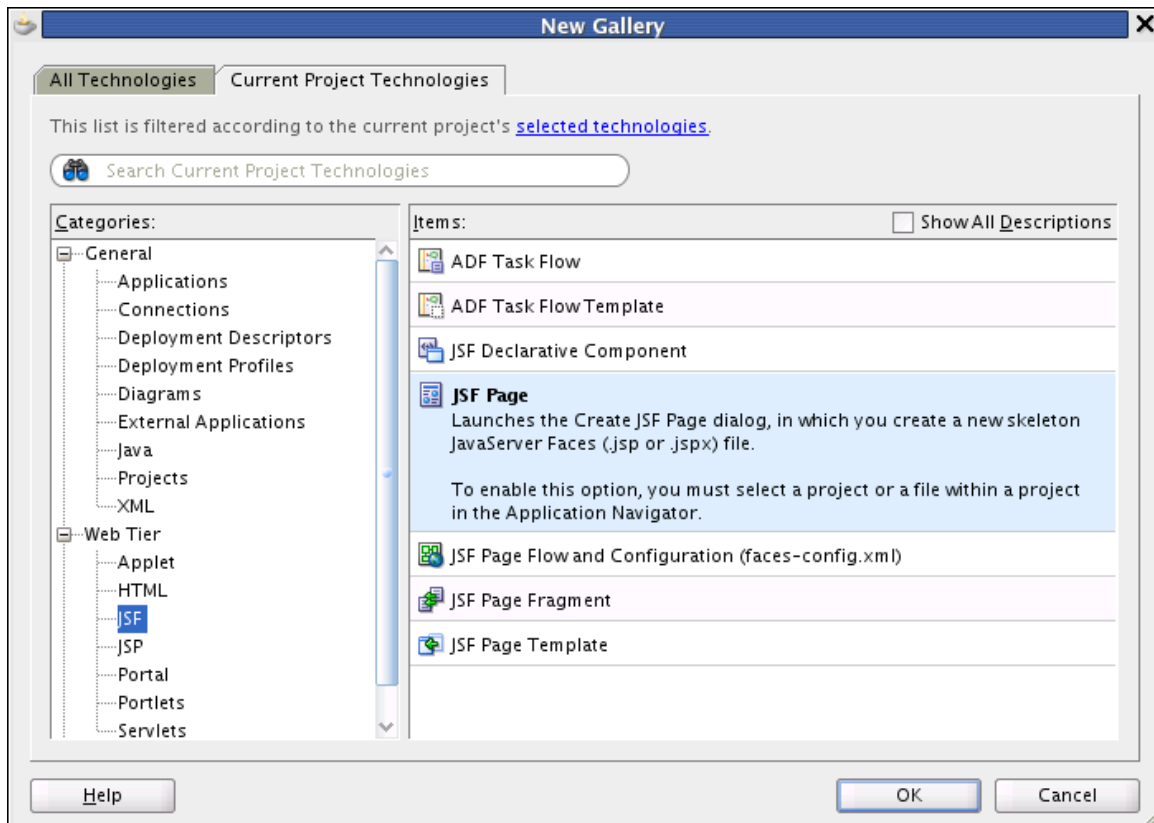 New Gallery
All Technologies
Current Project Technologies
This list is filtered according to the current project's selected technologies.
Search Current Project Technologies
Categories:
General
Applications
Connections
Deployment Descriptors
Deployment Profiles
Diagrams
External Applications
Java
Projects
XML
Web Tier
Applet
HTML
JSF
JSP
Portal
Portlets
Servlets
Items:
Show All Descriptions
ADF Task Flow
ADF Task Flow Template
JSF Declarative Component
JSF Page
Launches the Create JSF Page dialog, in which you create a new skeleton
JavaServer Faces (.jsp or .jspx) file.
To enable this option, you must select a project or a file within a project
in the Application Navigator.
JSF Page Flow and Configuration (faces-config.xml)
JSF Page Fragment
JSF Page Template
Help
OK
Cancel